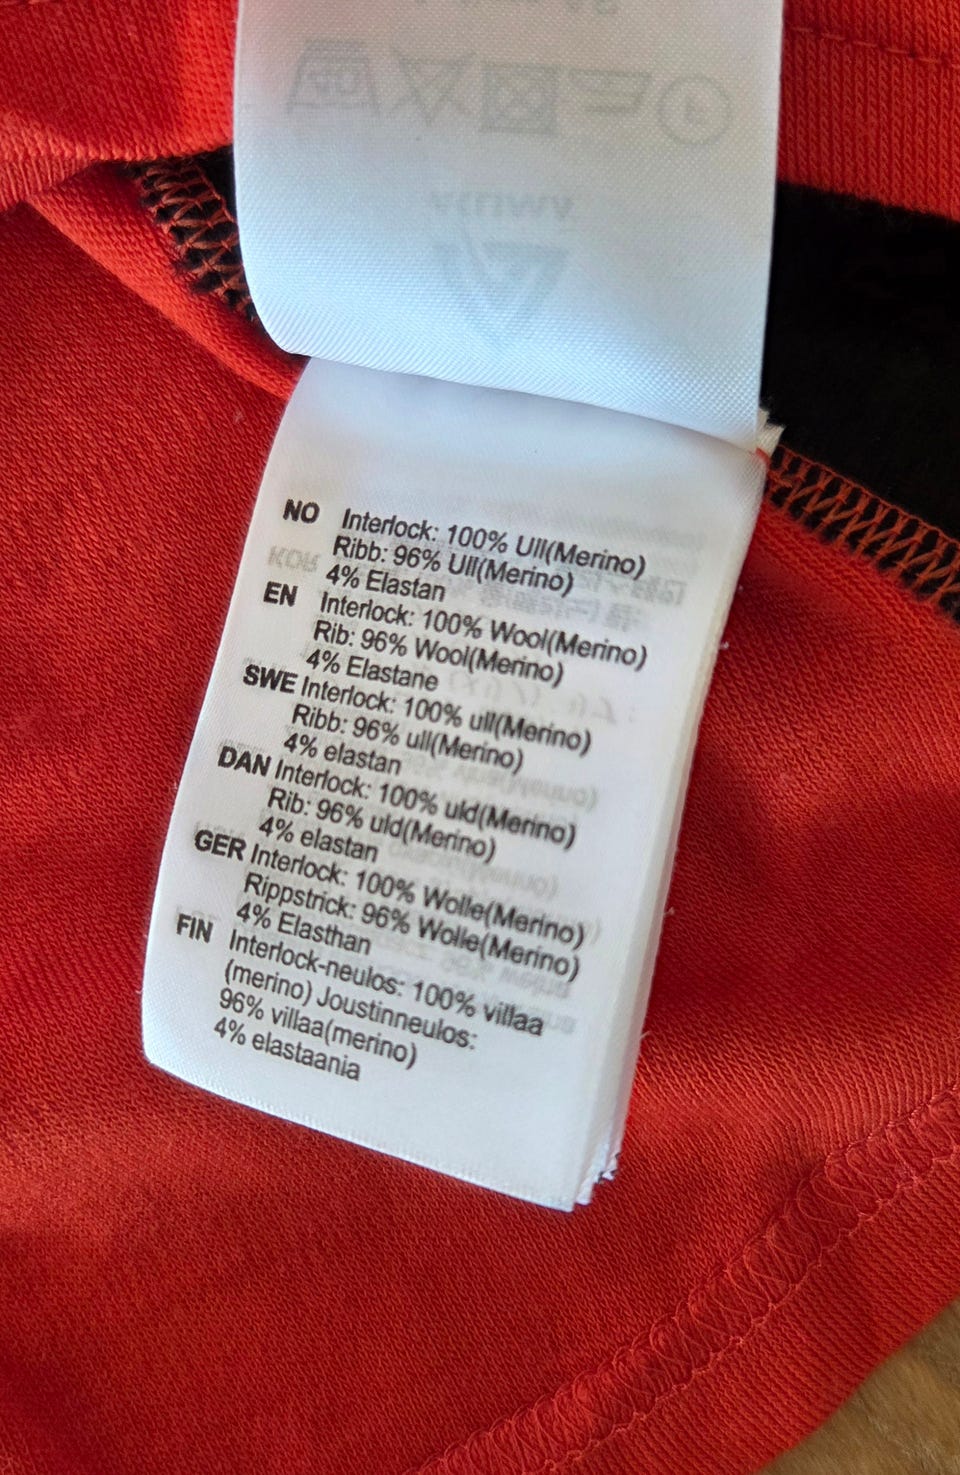 NO Interlock: 100% Ull(Merino)
Ribb: 96% Ull(Merino)
4% Elastan
EN Interlock: 100% Wool(Merino)
Rib: 96% Wool(Merino)
4% Elastane
SWE Interlock: 100% ull(Merino)
Ribb: 96% ull(Merino)
4% elastan
DAN Interlock: 100% uld(Merino)
Rib: 96% uld(Merino)
4% elastan
GER Interlock: 100% Wolle(Merino)
Rippstrick: 96% Wolle(Merino)
4% Elasthan
FIN Interlock-neulos: 100% villaa
(merino) Joustinneulos:
96% villaa(merino)
4% elastaania